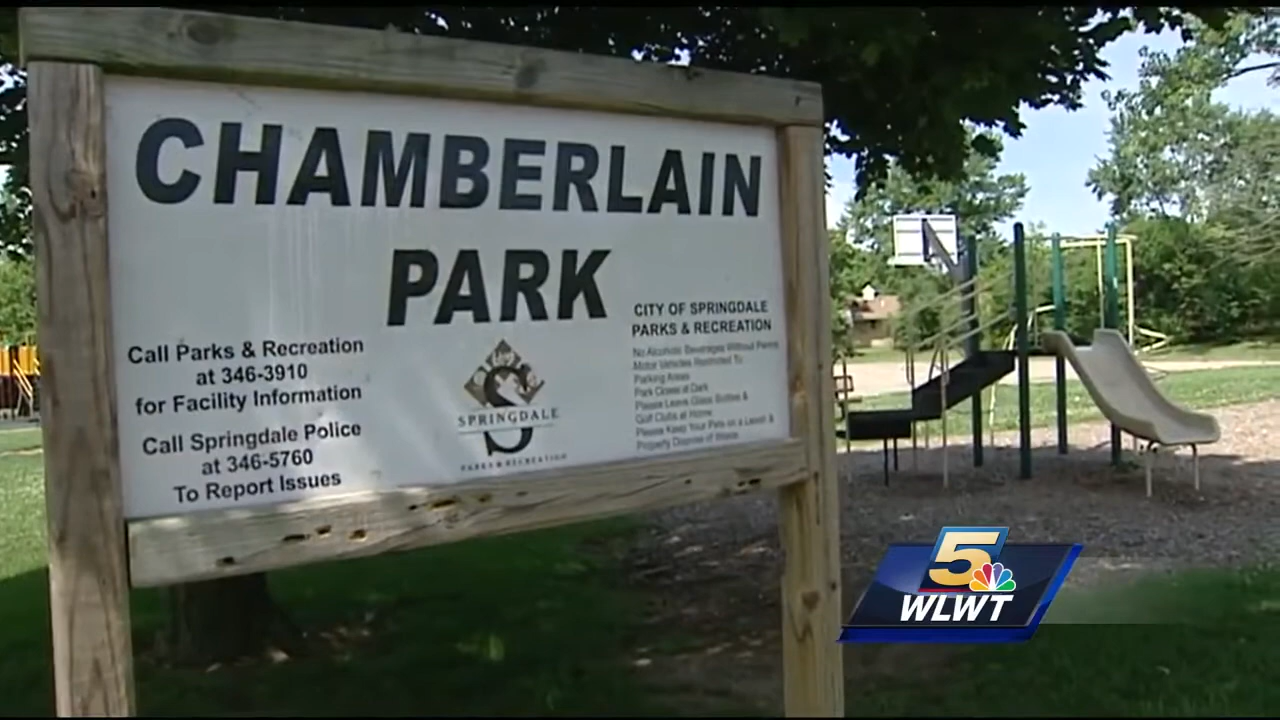 CHAMBERLAIN
PARK
Call Parks & Recreation
at 346-3910
for Facility Information
Call Springdale Police
at 346-5760
To Report Issues
S
SPRINGDALE
PARKS & RECREATION
CITY OF SPRINGDALE
PARKS & RECREATION
No Alcoholic Beverages Without Permit
Motor Vehicles Restricted To
Parking Areas
Park Closes at Dark
Please Leave Glass Bottles &
Golf Clubs at Home
Please Keep Your Pets on a Leash &
Properly Dispose of Waste
5
WLWT